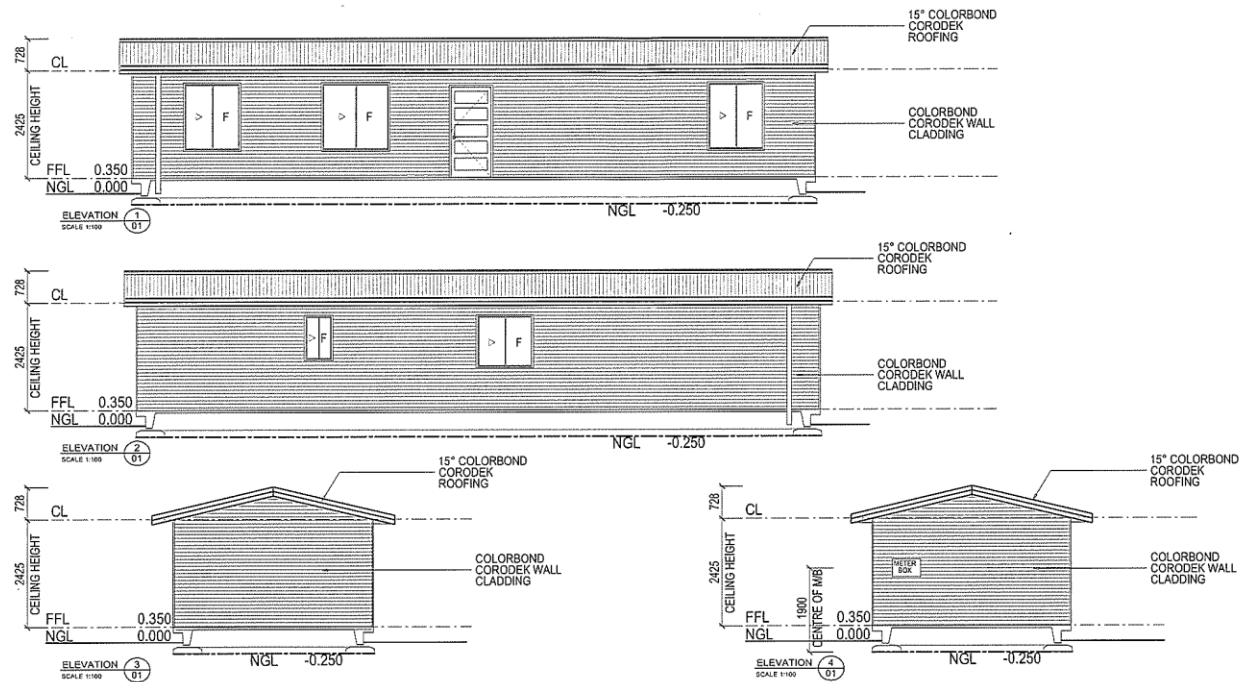 15° COLORBOND
CORODEK
ROOFING
728
CL
2425
CEILING HEIGHT
> F
> F
> F
COLORBOND
CORODEK WALL
CLADDING
FFL 0.350
NGL 0.000
NGL -0.250
ELEVATION 1
SCALE 1:100 01
15° COLORBOND
CORODEK
ROOFING
728
CL
2425
CEILING HEIGHT
> F
> F
COLORBOND
CORODEK WALL
CLADDING
FFL 0.350
NGL 0.000
NGL -0.250
ELEVATION 2
SCALE 1:100 01
15° COLORBOND
CORODEK
ROOFING
728
CL
2425
CEILING HEIGHT
COLORBOND
CORODEK WALL
CLADDING
FFL 0.350
NGL 0.000
NGL -0.250
ELEVATION 3
SCALE 1:100 01
15° COLORBOND
CORODEK
ROOFING
728
CL
2425
CEILING HEIGHT
METER
BOX
COLORBOND
CORODEK WALL
CLADDING
1900
CENTRE OF M/B
FFL 0.350
NGL 0.000
NGL -0.250
ELEVATION 4
SCALE 1:100 01